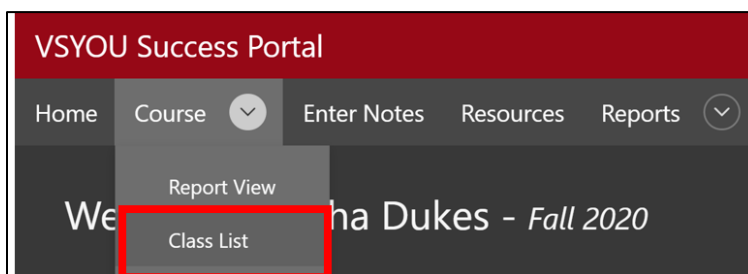 VSYOU Success Portal
Home Course Enter Notes Resources Reports
Report View
We ha Dukes - Fall 2020
Class List